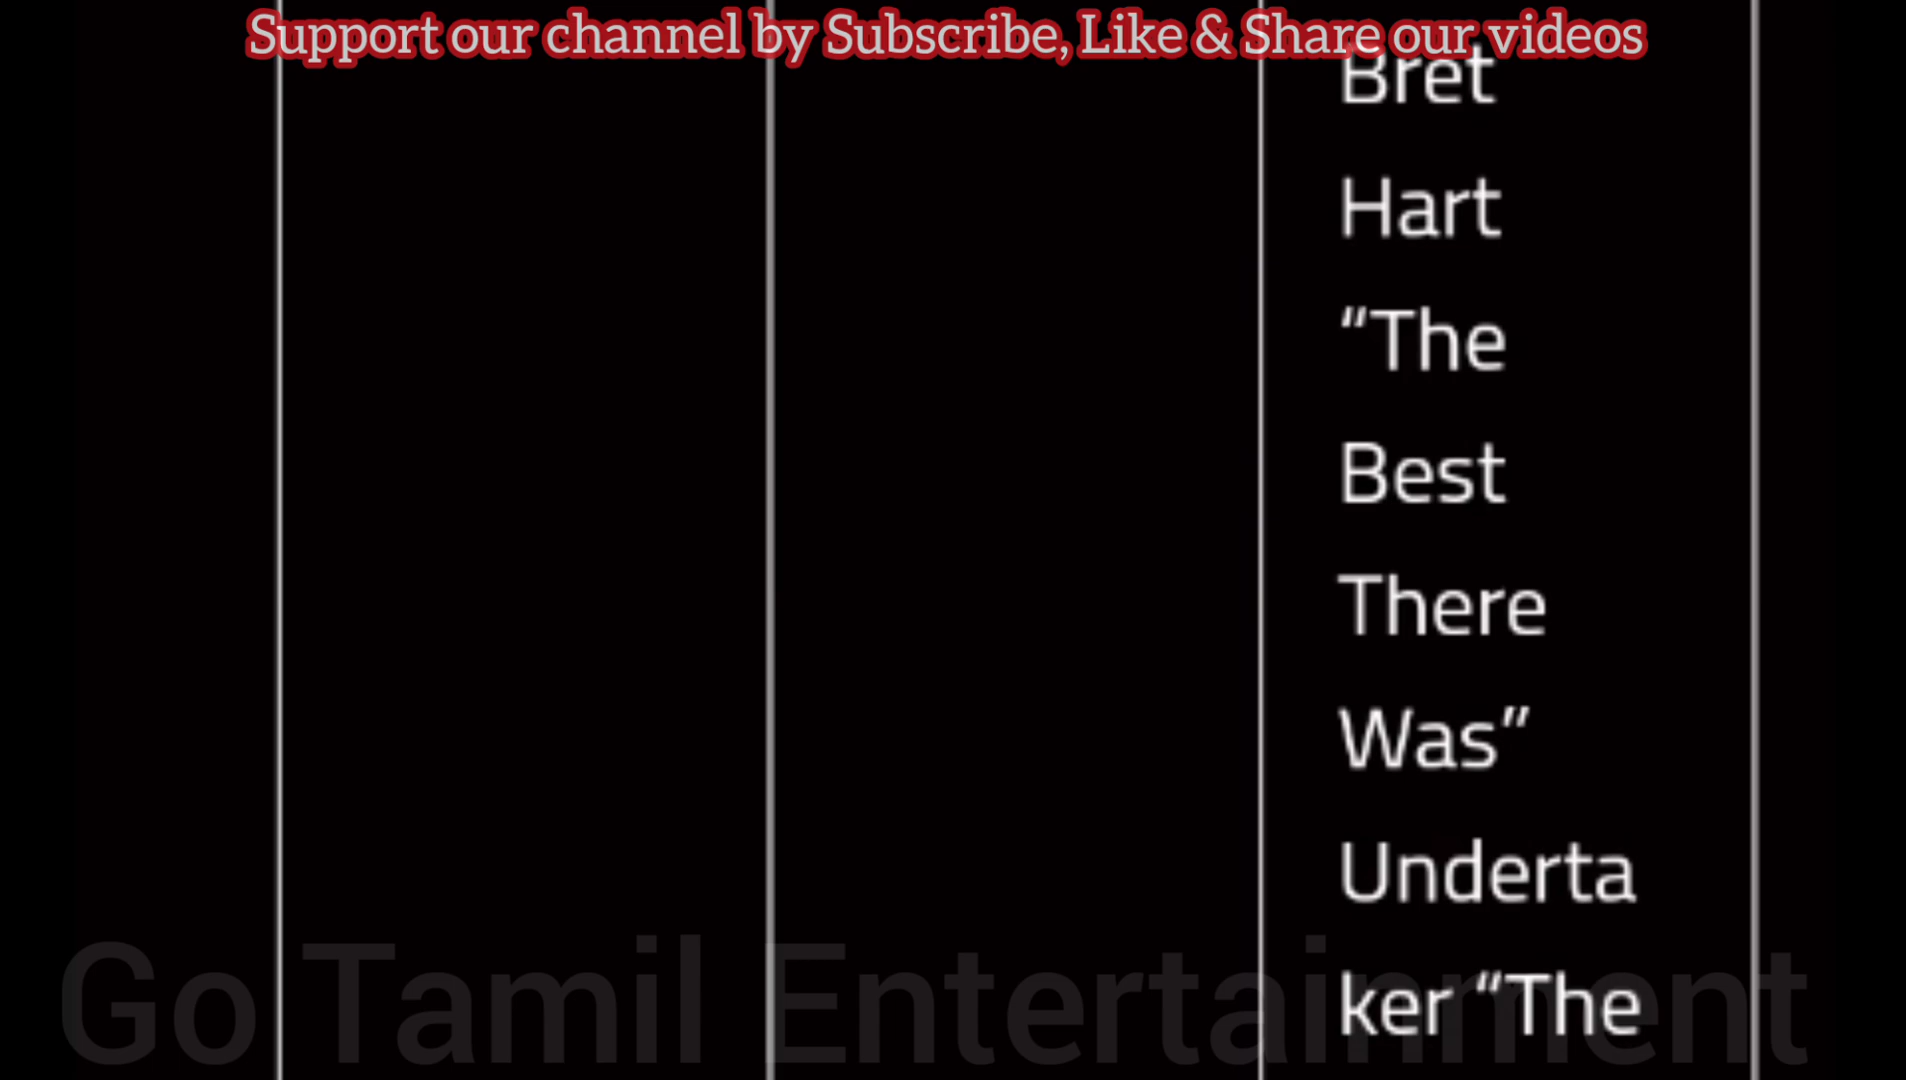 Support our channel by Subscribe, Like & Share our videos
Bret
Hart
“The
Best
There
Was”
Underta
ker “The
Go Tamil Entertainment